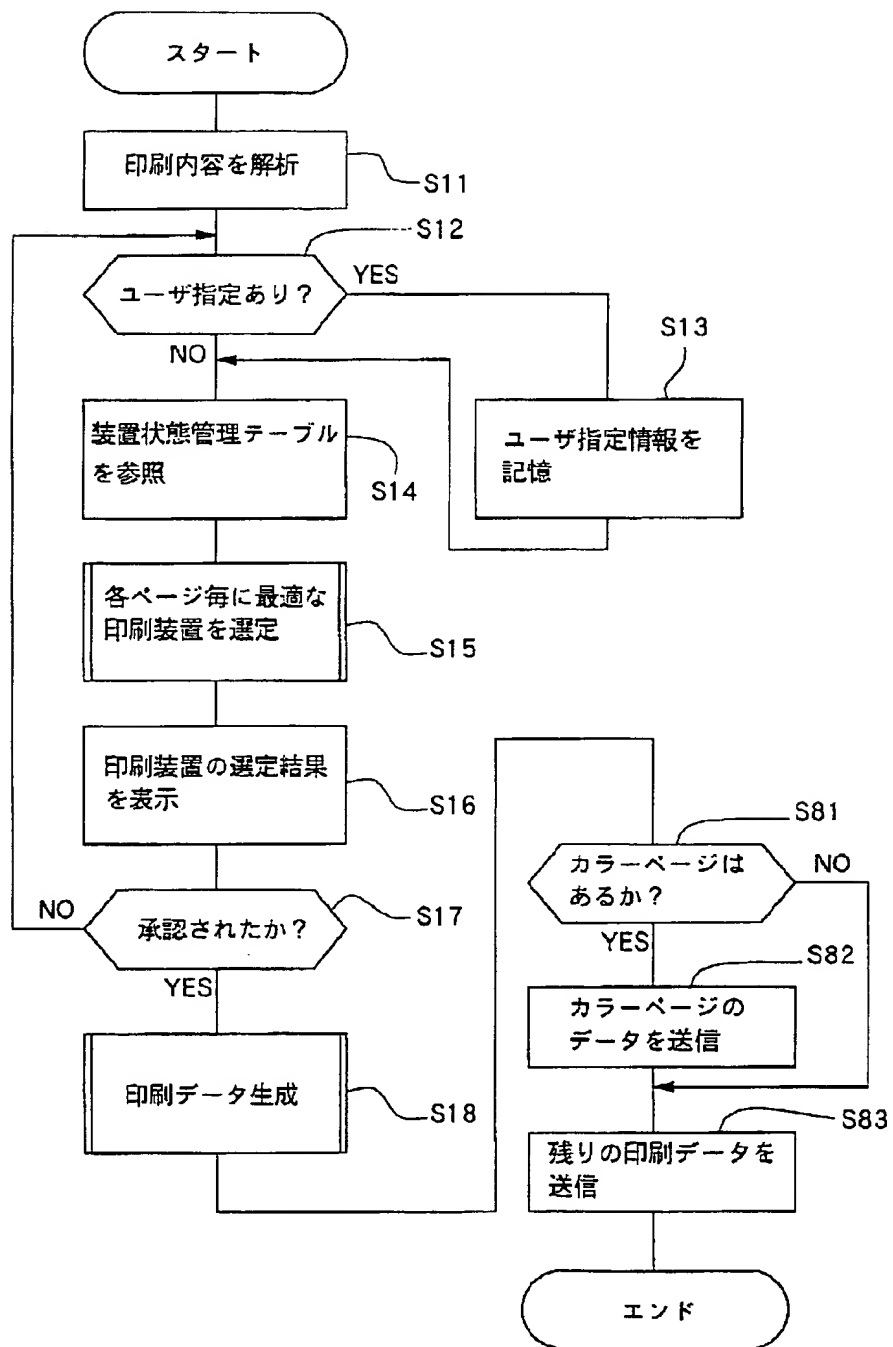 スタート
印刷内容を解析
S11
S12
ユーザ指定あり?
YES
NO
S13
ユーザ指定情報を
記憶
装置状態管理テーブル
を参照
S14
各ページ毎に最適な
印刷装置を選定
S15
印刷装置の選定結果
を表示
S16
承認されたか?
NO
S17
YES
印刷データ生成
S18
S81
カラーページは
あるか?
NO
YES
S82
カラーページの
データを送信
S83
残りの印刷データを
送信
エンド